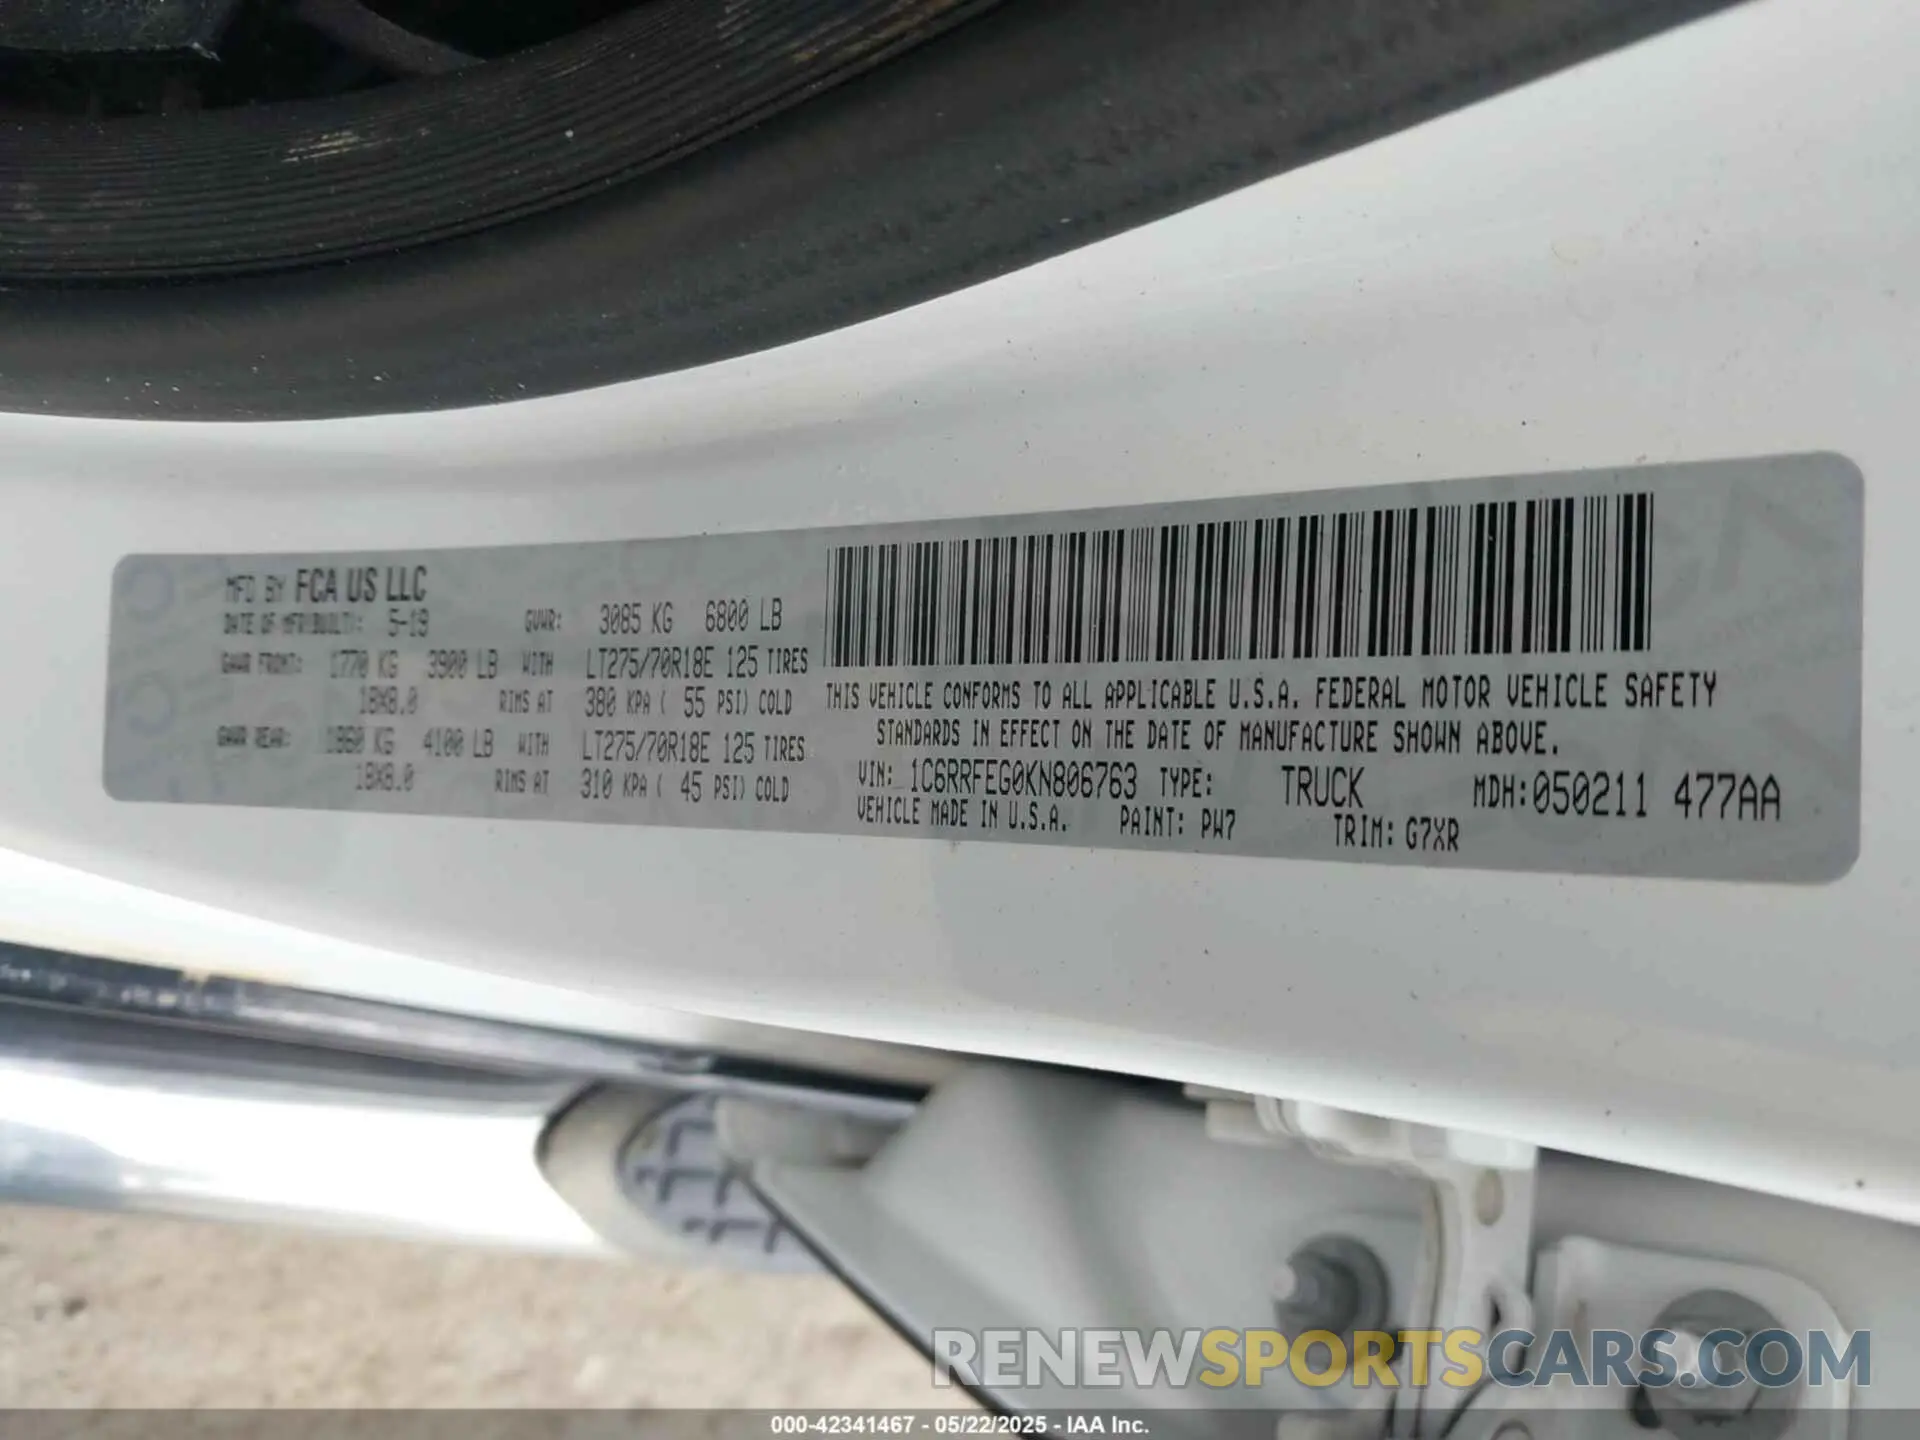 MFD BY FCA US LLC
DATE OF MFR(BUILT): 5-19 GVWR: 3085 KG 6800 LB
GAWR FRONT: 1770 KG 3900 LB WITH LT275/70R18E 125 TIRES
18X8.0 RIMS AT 380 KPA ( 55 PSI) COLD
GAWR REAR: 1860 KG 4100 LB WITH LT275/70R18E 125 TIRES
18X8.0 RIMS AT 310 KPA ( 45 PSI) COLD
THIS VEHICLE CONFORMS TO ALL APPLICABLE U.S.A. FEDERAL MOTOR VEHICLE SAFETY
STANDARDS IN EFFECT ON THE DATE OF MANUFACTURE SHOWN ABOVE.
VIN: 1C6RRFEG0KN806763 TYPE: TRUCK MDH:050211 477AA
VEHICLE MADE IN U.S.A. PAINT: PW7 TRIM: G7XR
RENEWSPORTSCARS.COM
000-42341467 - 05/22/2025 - IAA Inc.